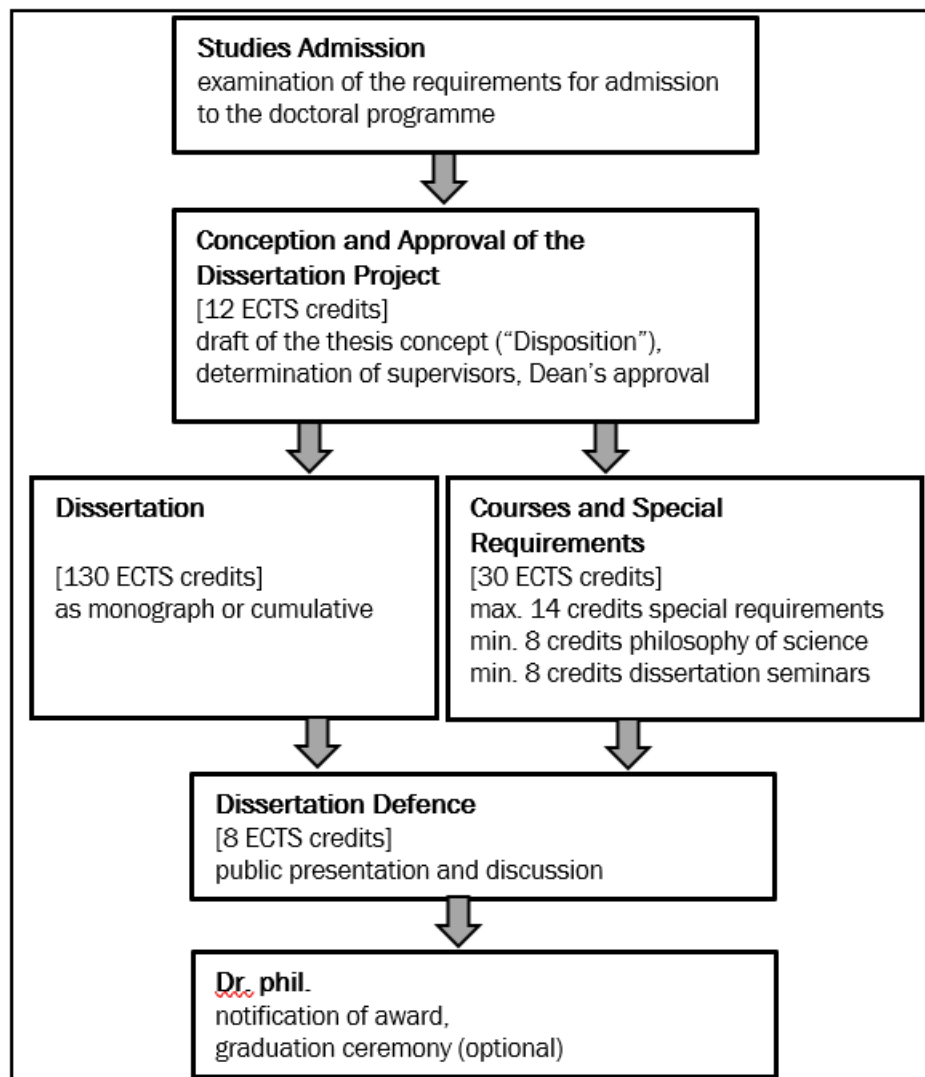 Studies Admission
examination of the requirements for admission
to the doctoral programme
Conception and Approval of the
Dissertation Project
[12 ECTS credits]
draft of the thesis concept (“Disposition”),
determination of supervisors, Dean’s approval
Dissertation
[130 ECTS credits]
as monograph or cumulative
Courses and Special
Requirements
[30 ECTS credits]
max. 14 credits special requirements
min. 8 credits philosophy of science
min. 8 credits dissertation seminars
Dissertation Defence
[8 ECTS credits]
public presentation and discussion
Dr. phil.
notification of award,
graduation ceremony (optional)